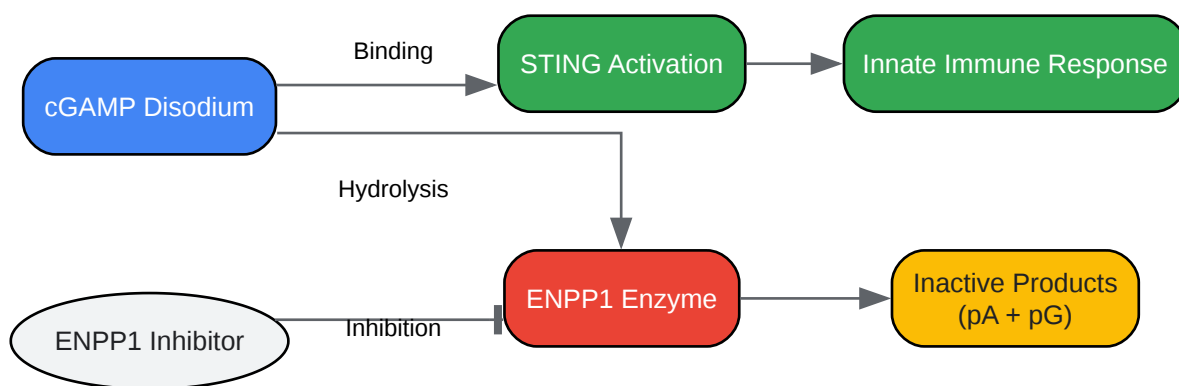 Binding
STING Activation
Innate Immune Response
cGAMP Disodium
Hydrolysis
ENPP1 Enzyme
Inactive Products
(pA + pG)
Inhibition
ENPP1 Inhibitor